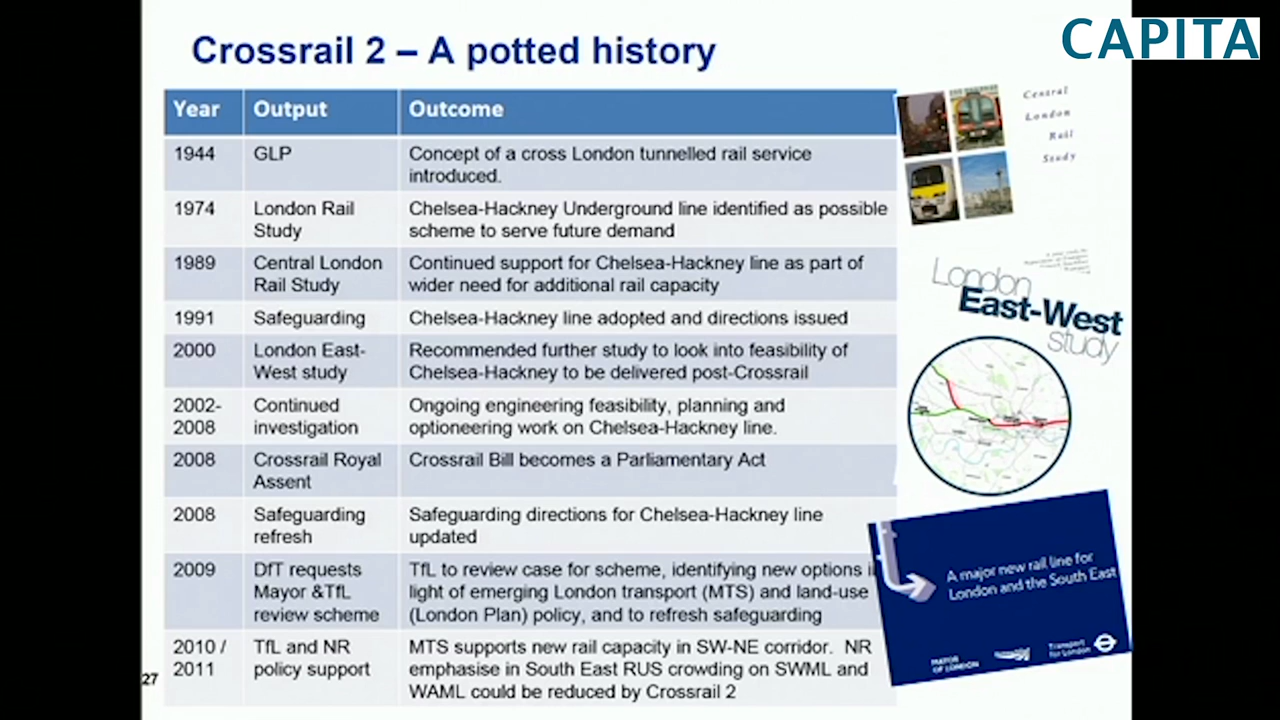 CAPITA
Crossrail 2 – A potted history
Year Output Outcome
1944 GLP Concept of a cross London tunnelled rail service
introduced.
1974 London Rail Chelsea-Hackney Underground line identified as possible
Study scheme to serve future demand
1989 Central London Continued support for Chelsea-Hackney line as part of
Rail Study wider need for additional rail capacity
1991 Safeguarding Chelsea-Hackney line adopted and directions issued
2000 London East- Recommended further study to look into feasibility of
West study Chelsea-Hackney to be delivered post-Crossrail
2002- Continued Ongoing engineering feasibility, planning and
2008 investigation optioneering work on Chelsea-Hackney line.
2008 Crossrail Royal Crossrail Bill becomes a Parliamentary Act
Assent
2008 Safeguarding Safeguarding directions for Chelsea-Hackney line
refresh updated
2009 DfT requests TfL to review case for scheme, identifying new options
Mayor &TfL light of emerging London transport (MTS) and land-use
review scheme (London Plan) policy, and to refresh safeguarding
2010 / TfL and NR MTS supports new rail capacity in SW-NE corridor. NR
2011 policy support emphasise in South East RUS crowding on SWML and
WAML could be reduced by Crossrail 2
27
Central
London
Rail
Study
London
East-West
study
A major new rail line for
London and the South East
MAYOR
OF LONDON
Transport
for London